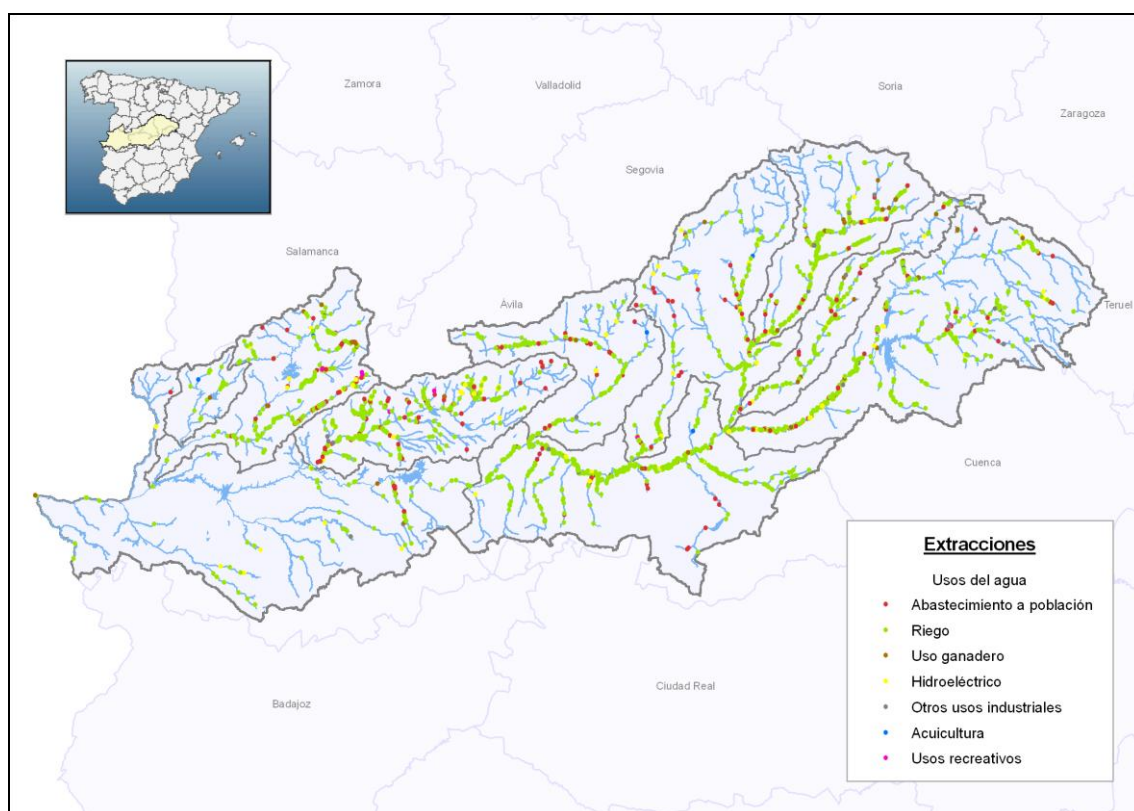 Zamora
Valladolid
Soria
Zaragoza
Segovia
Salamanca
Ávila
Teruel
Cuenca
Badajoz
Ciudad Real
Extracciones
Usos del agua
Abastecimiento a población
Riego
Uso ganadero
Hidroeléctrico
Otros usos industriales
Acuicultura
Usos recreativos